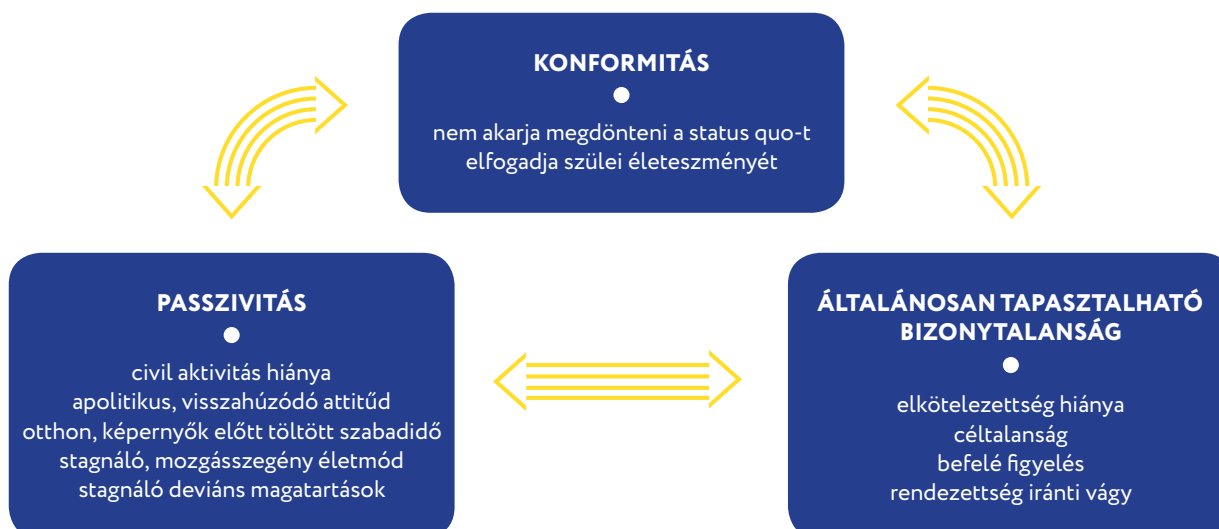 KONFORMITÁS
nem akarja megdönteni a status quo-t
elfogadja szülei életeszményét
PASSZIVITÁS
civil aktivitás hiánya
apolitikus, visszahúzódó attitűd
otthon, képernyők előtt töltött szabadidő
stagnáló, mozgásszegény életmód
stagnáló deviáns magatartások
ÁLTALÁNOSAN TAPASZTALHATÓ
BIZONYTALANSÁG
elkötelezettség hiánya
céltalanság
befelé figyelés
rendezettség iránti vágy